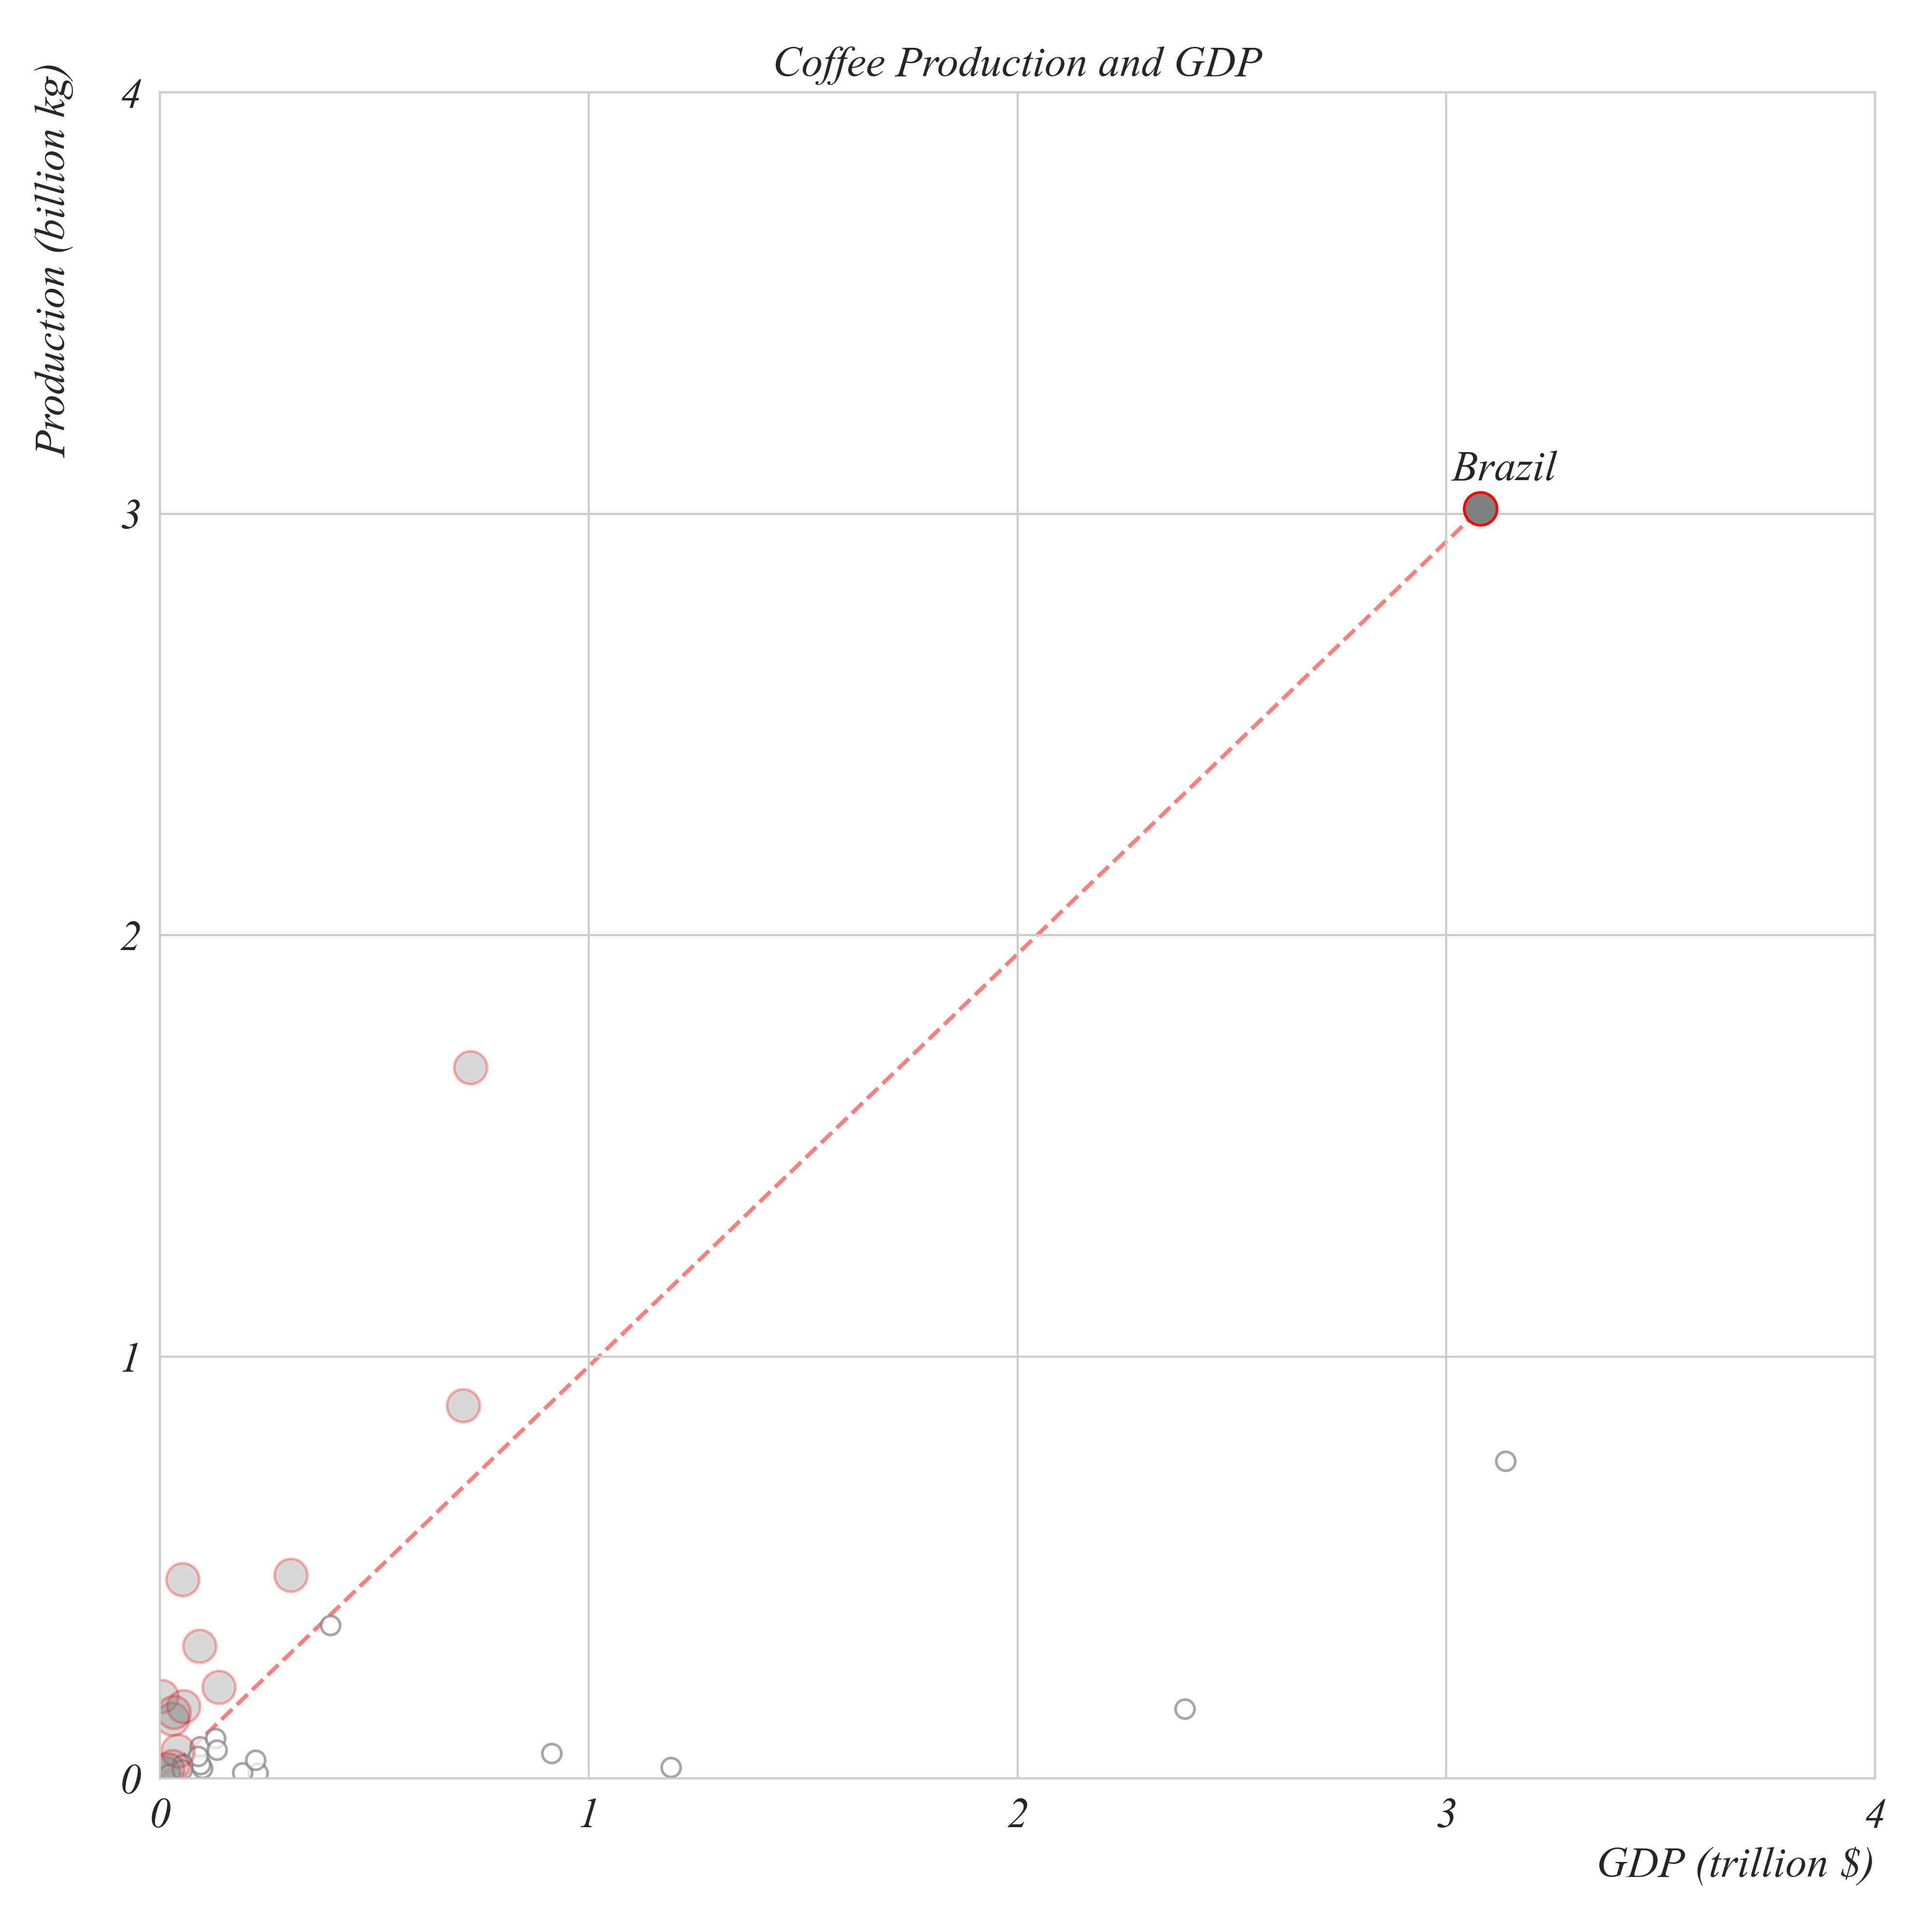 Coffee Production and GDP
Production (billion kg)
4
3
2
1
0
Brazil
0 1 2 3 4
GDP (trillion $)